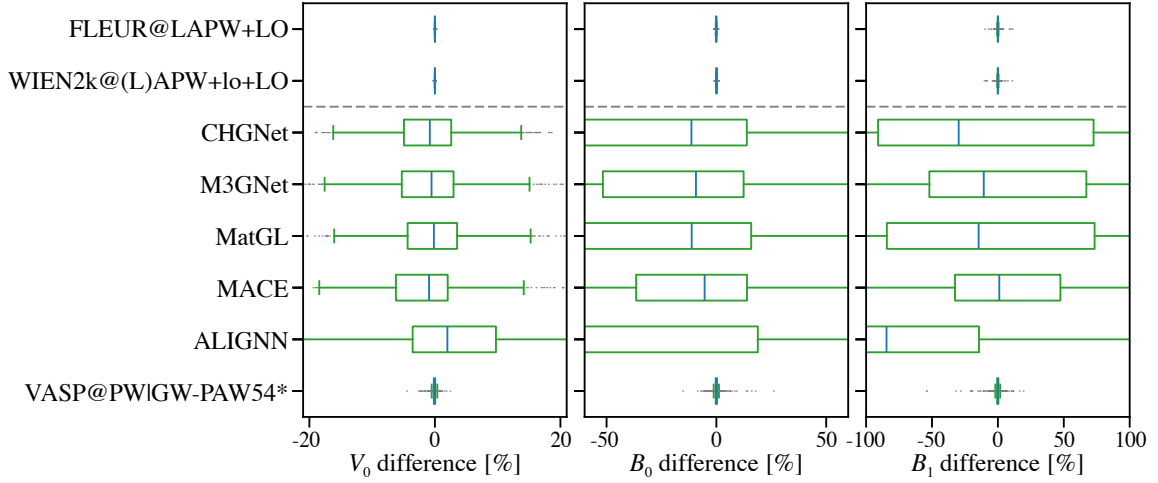 FLEUR@LAPW+LO
WIEN2k@(L)APW+lo+LO
CHGNet
M3GNet
MatGL
MACE
ALIGNN
VASP@PW|GW-PAW54*
-20 0 20 -50 0 50 -100 -50 0 50 100
V₀ difference [%] B₀ difference [%] B₁ difference [%]